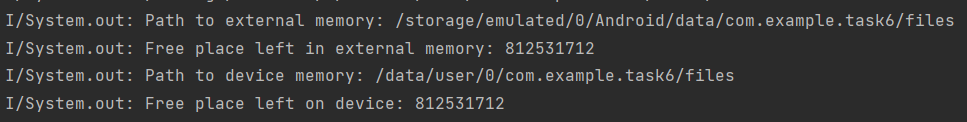 I/System.out: Path to external memory: /storage/emulated/0/Android/data/com.example.task6/files
I/System.out: Free place left in external memory: 812531712
I/System.out: Path to device memory: /data/user/0/com.example.task6/files
I/System.out: Free place left on device: 812531712